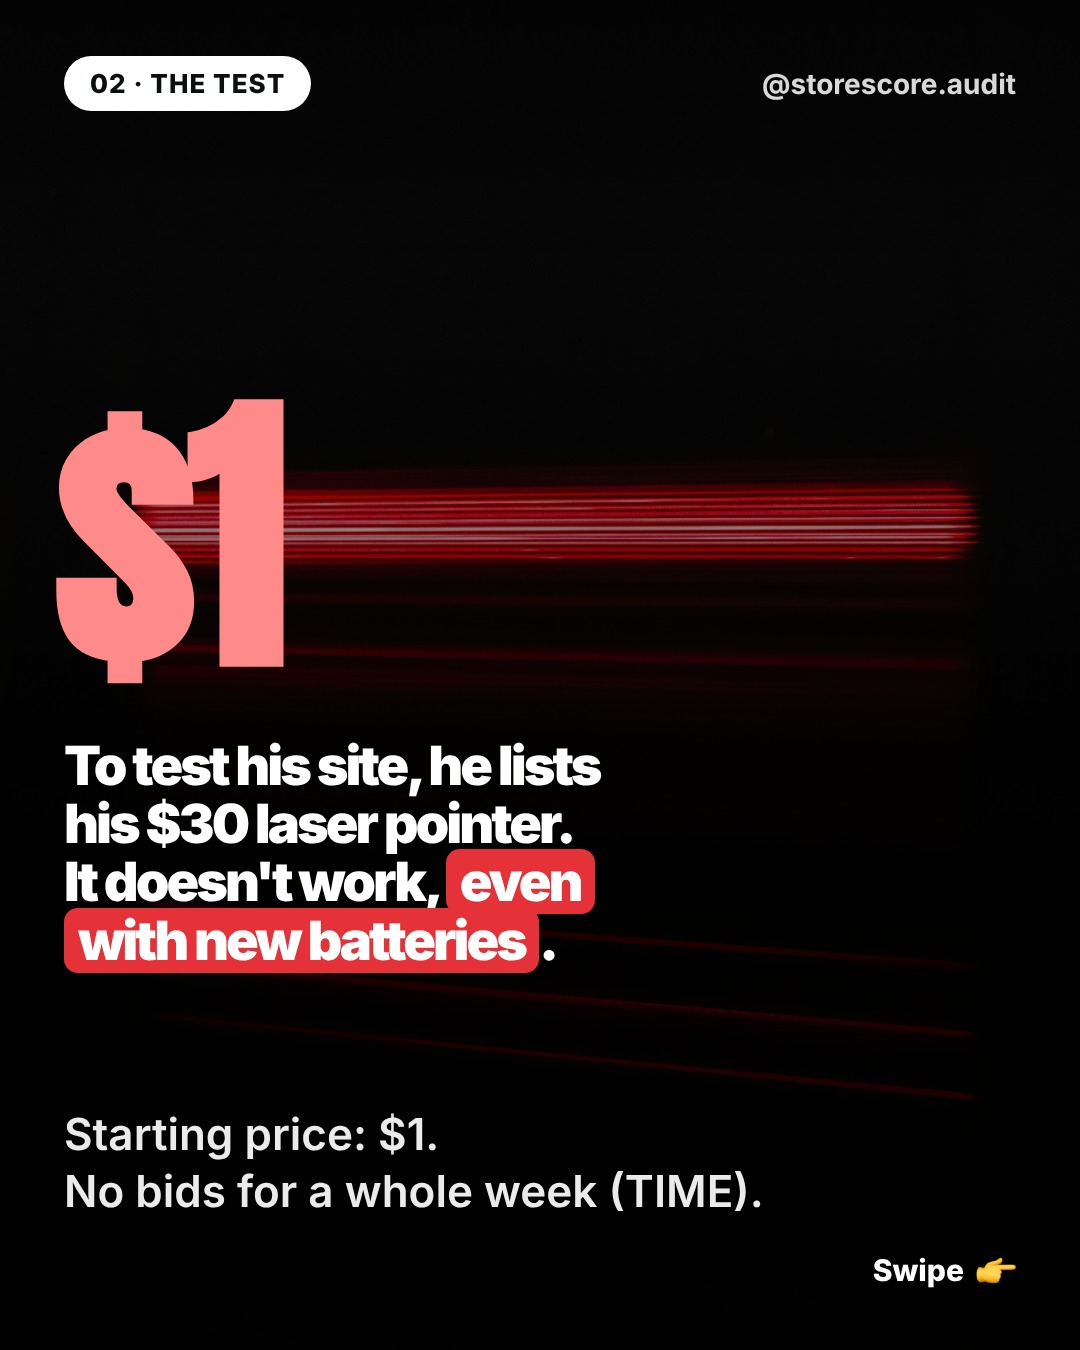 02 · THE TEST
@storescore.audit
$1
To test his site, he lists
his $30 laser pointer.
It doesn't work, even
with new batteries .
Starting price: $1.
No bids for a whole week (TIME).
Swipe 👉